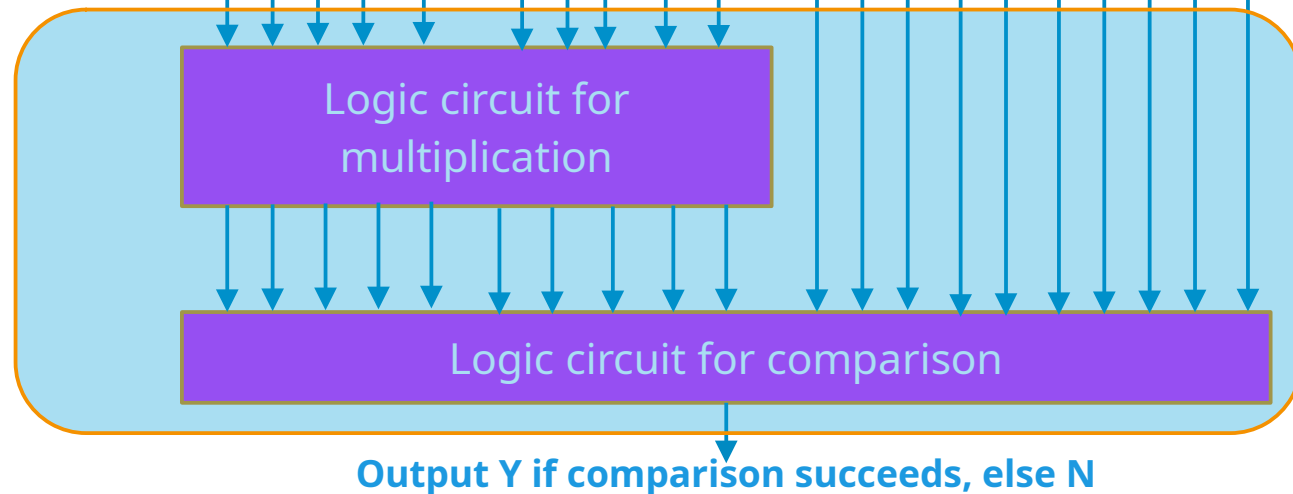 Logic circuit for
multiplication
Logic circuit for comparison
Output Y if comparison succeeds, else N